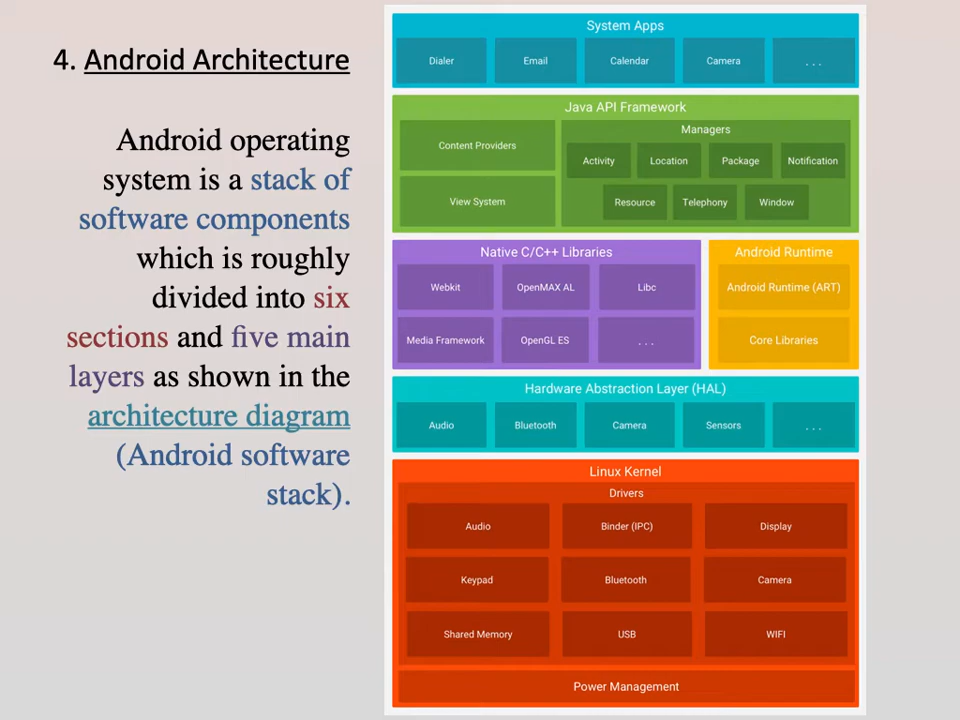 4. Android Architecture
Android operating
system is a stack of
software components
which is roughly
divided into six
sections and five main
layers as shown in the
architecture diagram
(Android software
stack).
System Apps
Dialer Email Calendar Camera . . .
Java API Framework
Content Providers
View System
Managers
Activity Location Package Notification
Resource Telephony Window
Native C/C++ Libraries
Webkit OpenMAX AL Libc
Media Framework OpenGL ES . . .
Android Runtime
Android Runtime (ART)
Core Libraries
Hardware Abstraction Layer (HAL)
Audio Bluetooth Camera Sensors . . .
Linux Kernel
Drivers
Audio Binder (IPC) Display
Keypad Bluetooth Camera
Shared Memory USB WIFI
Power Management